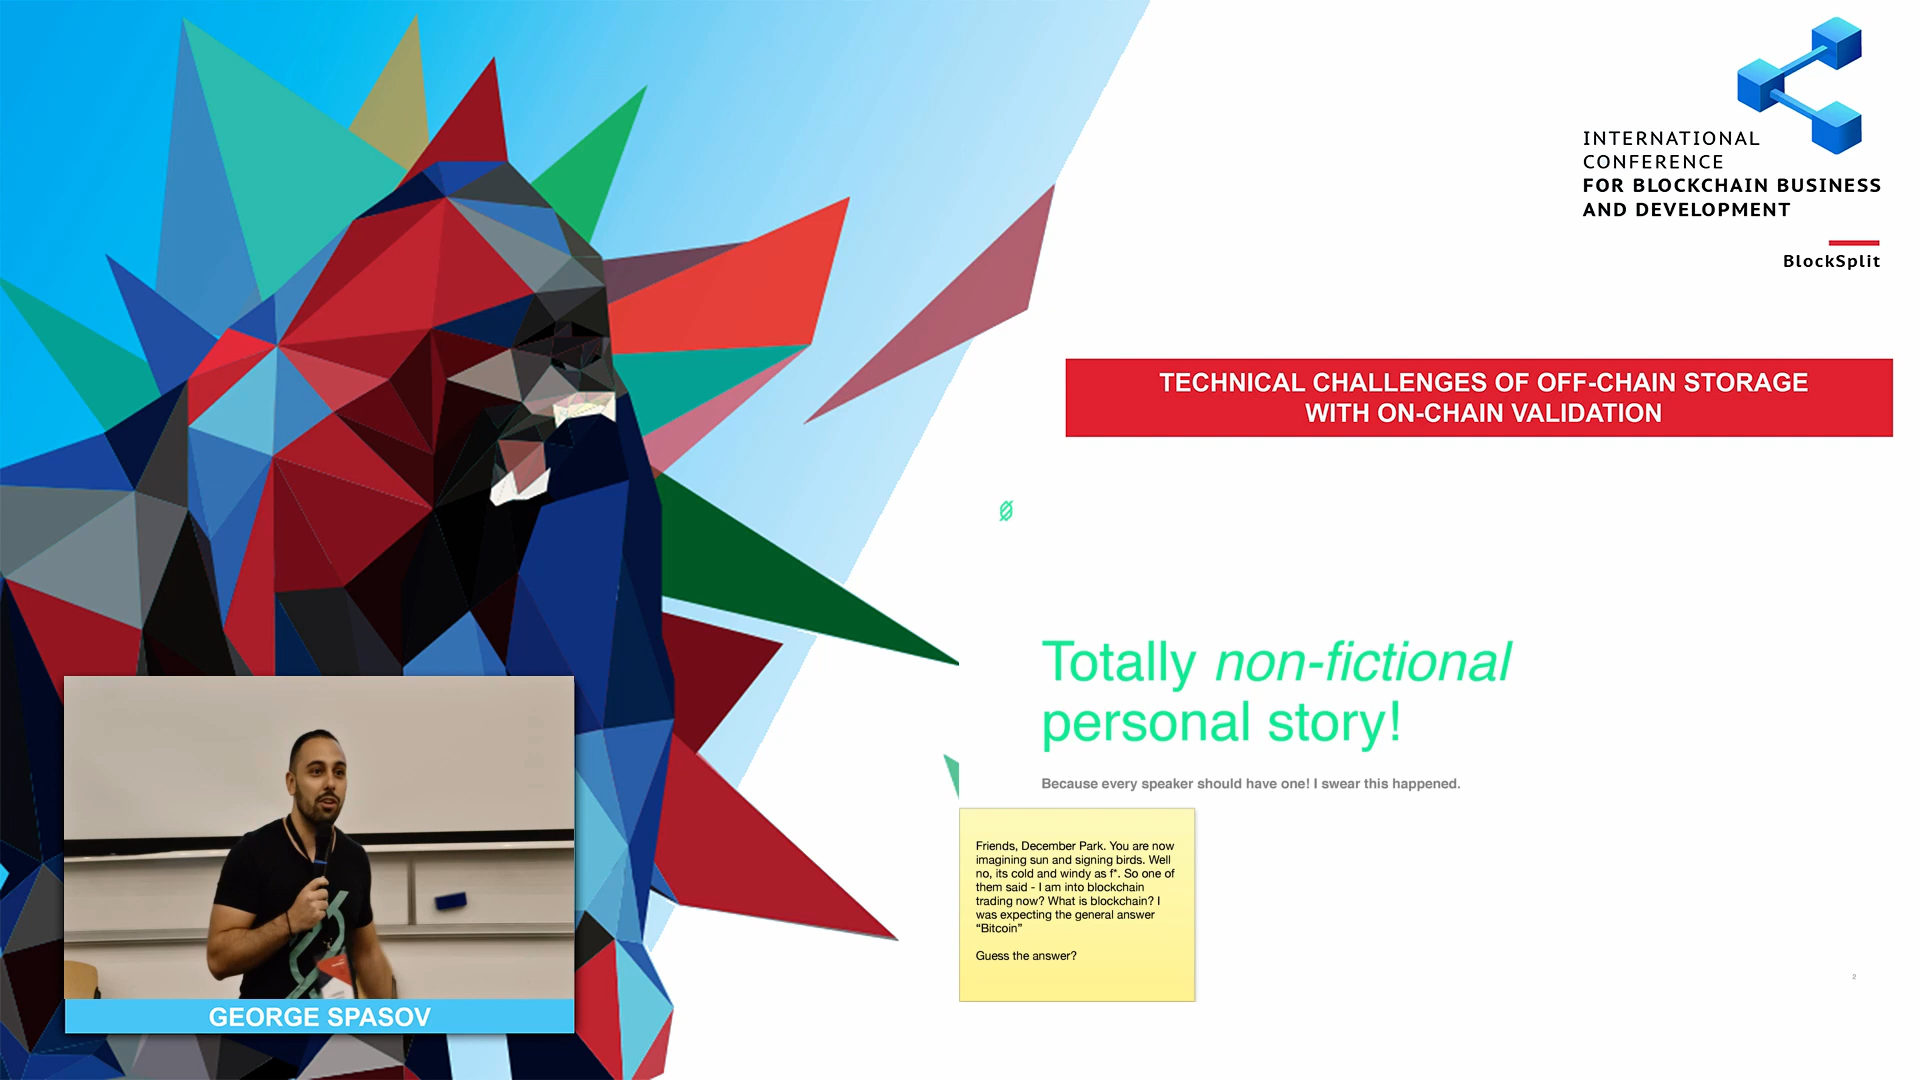 INTERNATIONAL
CONFERENCE
FOR BLOCKCHAIN BUSINESS
AND DEVELOPMENT
BlockSplit
TECHNICAL CHALLENGES OF OFF-CHAIN STORAGE
WITH ON-CHAIN VALIDATION
Totally non-fictional
personal story!
Because every speaker should have one! I swear this happened.
Friends, December Park. You are now
imagining sun and signing birds. Well
no, its cold and windy as f*. So one of
them said - I am into blockchain
trading now? What is blockchain? I
was expecting the general answer
“Bitcoin”
Guess the answer?
2
GEORGE SPASOV